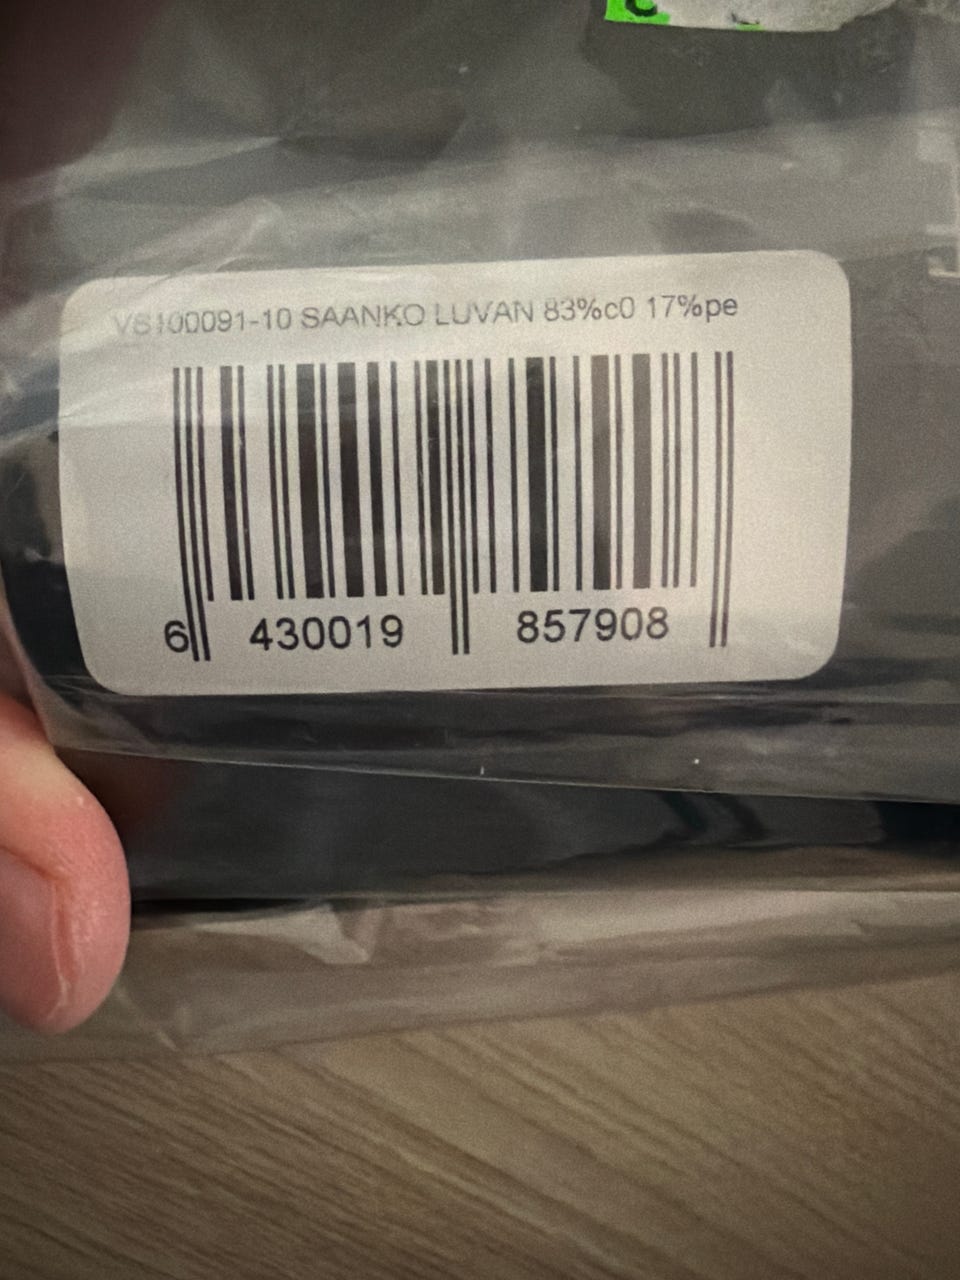 VS100091-10 SAANKO LUVAN 83%c0 17%pe
6 430019 857908